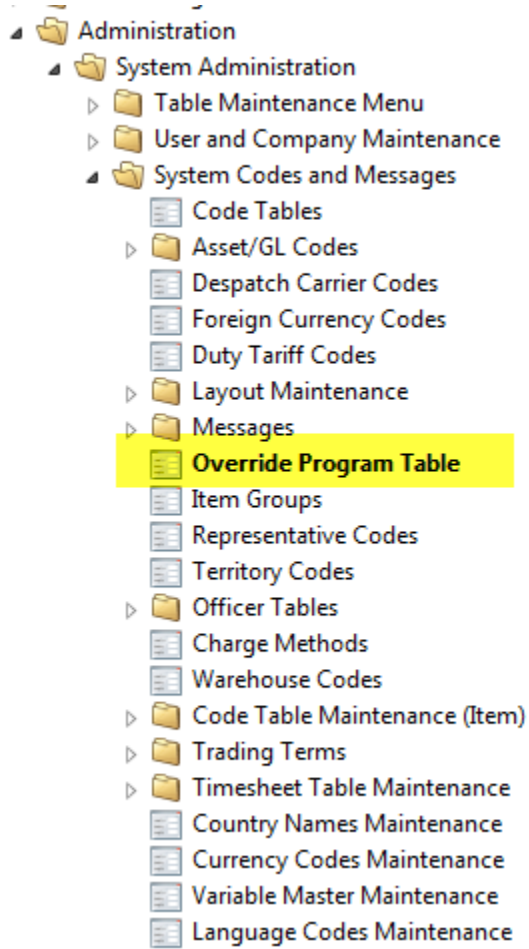 Administration
System Administration
Table Maintenance Menu
User and Company Maintenance
System Codes and Messages
Code Tables
Asset/GL Codes
Despatch Carrier Codes
Foreign Currency Codes
Duty Tariff Codes
Layout Maintenance
Messages
Override Program Table
Item Groups
Representative Codes
Territory Codes
Officer Tables
Charge Methods
Warehouse Codes
Code Table Maintenance (Item)
Trading Terms
Timesheet Table Maintenance
Country Names Maintenance
Currency Codes Maintenance
Variable Master Maintenance
Language Codes Maintenance